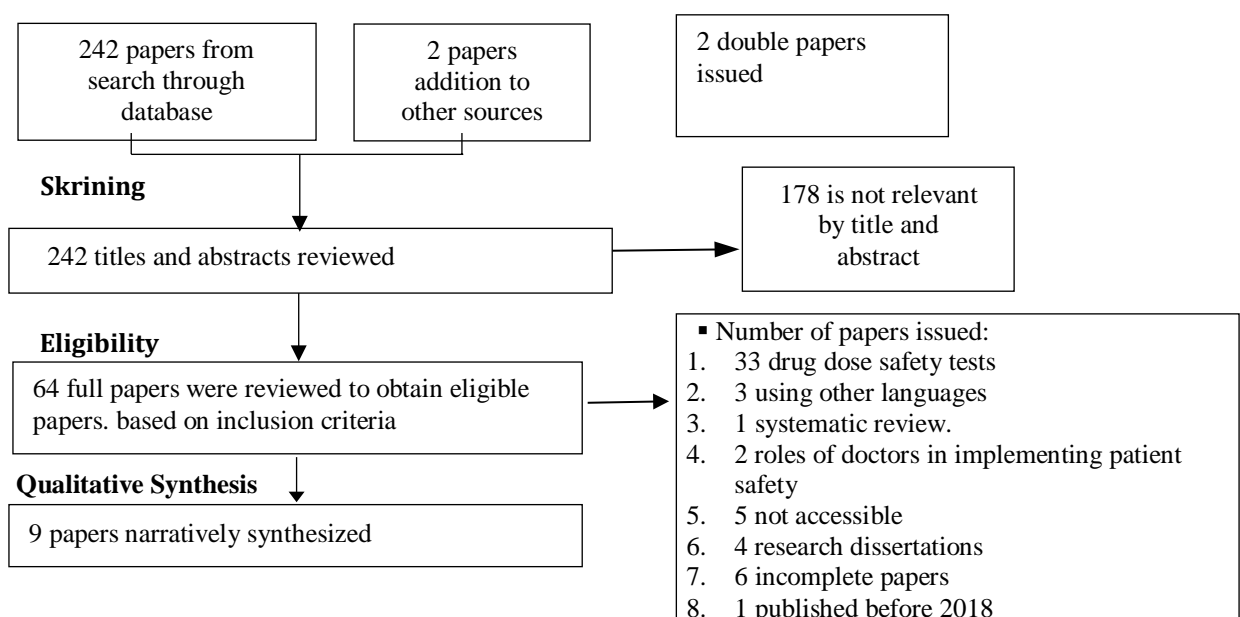 242 papers from
search through
database
2 papers
addition to
other sources
2 double papers
issued
Skrining
178 is not relevant
by title and
abstract
242 titles and abstracts reviewed
Eligibility
64 full papers were reviewed to obtain eligible
papers. based on inclusion criteria
▪ Number of papers issued:
1. 33 drug dose safety tests
2. 3 using other languages
3. 1 systematic review.
4. 2 roles of doctors in implementing patient
safety
5. 5 not accessible
6. 4 research dissertations
7. 6 incomplete papers
8. 1 published before 2018
Qualitative Synthesis
9 papers narratively synthesized